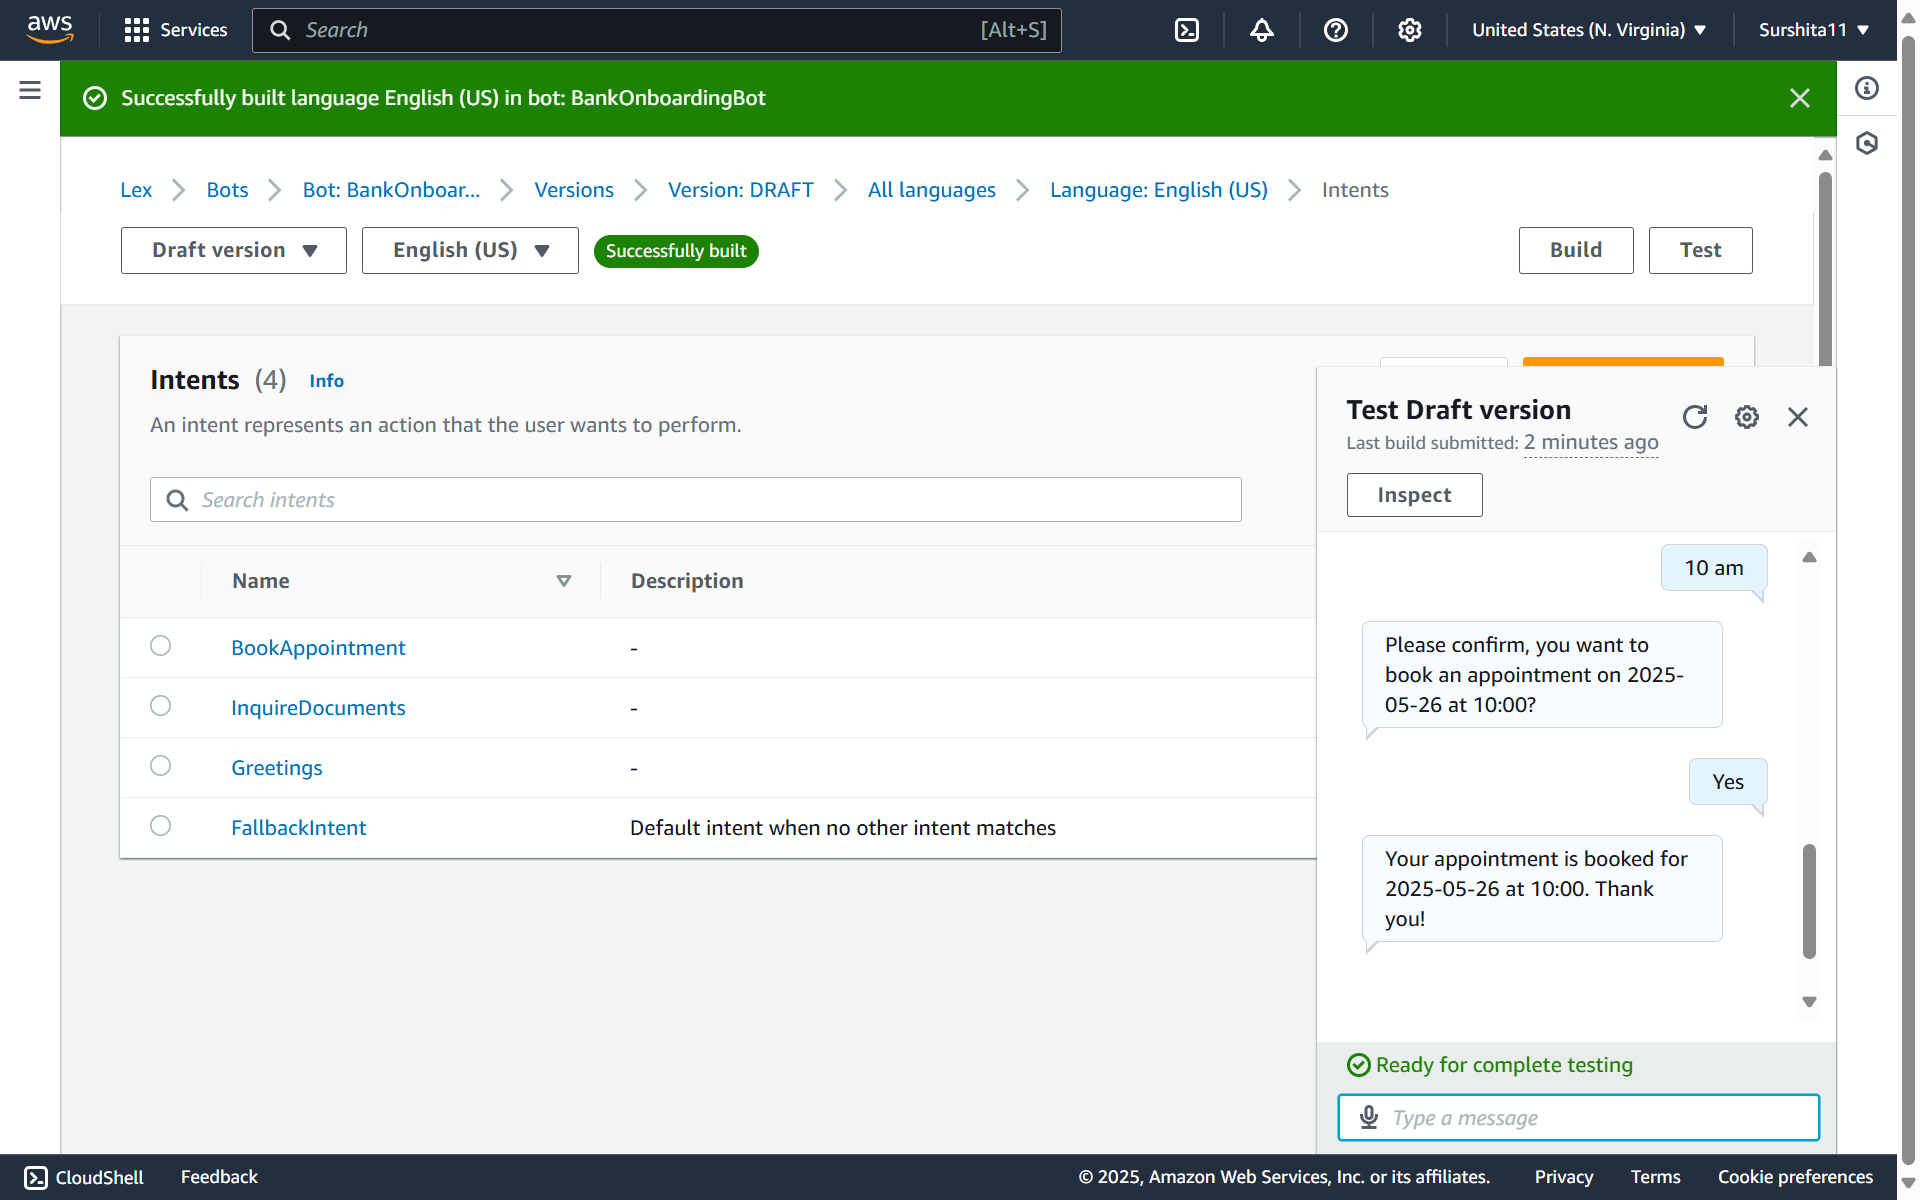 aws
Services
Search
[Alt+S]
United States (N. Virginia)
Surshita11
Successfully built language English (US) in bot: BankOnboardingBot
Lex
Bots
Bot: BankOnboar...
Versions
Version: DRAFT
All languages
Language: English (US)
Intents
Draft version
English (US)
Successfully built
Build
Test
Intents (4) Info
An intent represents an action that the user wants to perform.
Search intents
Name
Description
BookAppointment
-
InquireDocuments
-
Greetings
-
FallbackIntent
Default intent when no other intent matches
Test Draft version
Last build submitted: 2 minutes ago
Inspect
10 am
Please confirm, you want to
book an appointment on 2025-
05-26 at 10:00?
Yes
Your appointment is booked for
2025-05-26 at 10:00. Thank
you!
Ready for complete testing
Type a message
CloudShell
Feedback
© 2025, Amazon Web Services, Inc. or its affiliates.
Privacy
Terms
Cookie preferences